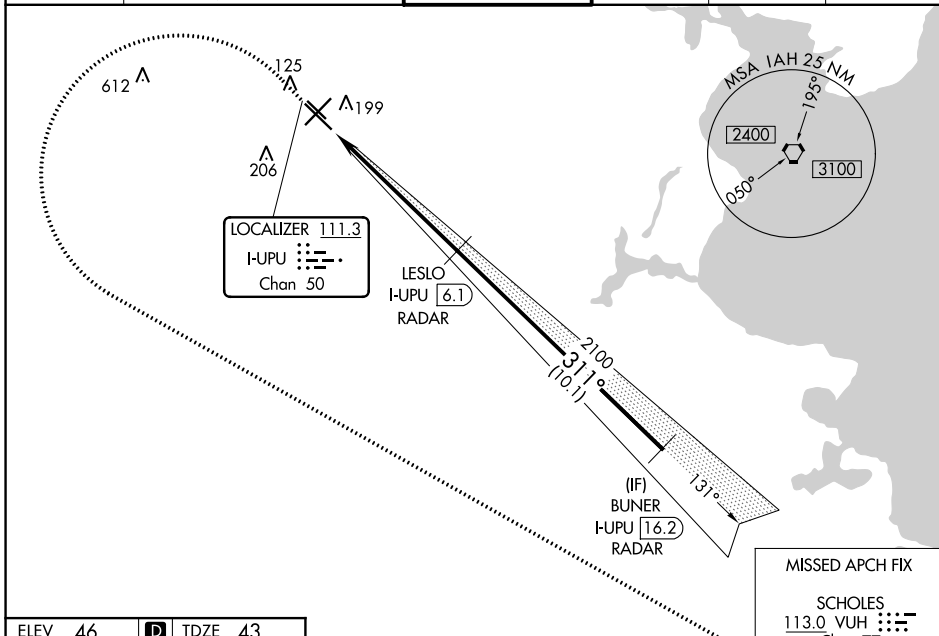 612
125
199
206
LOCALIZER 111.3
I-UPU
Chan 50
LESLO
I-UPU 6.1
RADAR
2100
311°
(10.1)
131°
(IF)
BUNER
I-UPU 16.2
RADAR
MSA IAH 25 NM
195°
2400
3100
050°
MISSED APCH FIX
SCHOLES
113.0 VUH
ELEV 46 D TDZE 43